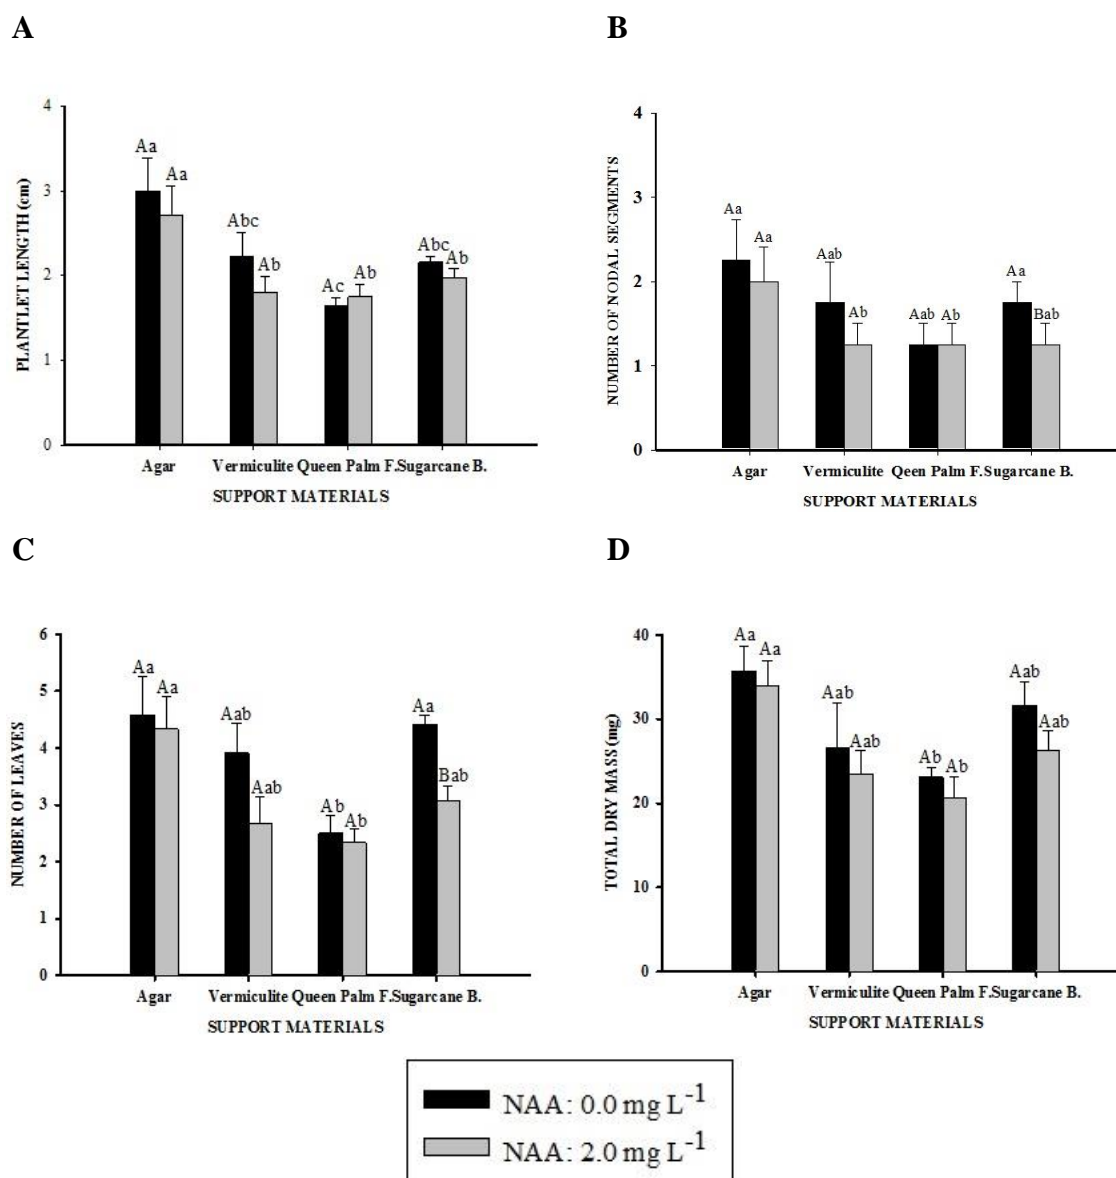 A
B
PLANTLET LENGTH (cm)
4
3
2
1
0
Aa
Aa
Abc
Ab
Ac
Ab
Abc
Ab
Agar Vermiculite Queen Palm F. Sugarcane B.
SUPPORT MATERIALS
NUMBER OF NODAL SEGMENTS
4
3
2
1
0
Aa
Aa
Aab
Ab
Aab
Ab
Aa
Bab
Agar Vermiculite Qeen Palm F. Sugarcane B.
SUPPORT MATERIALS
C
D
NUMBER OF LEAVES
6
5
4
3
2
1
0
Aa
Aa
Aab
Aab
Ab
Ab
Aa
Bab
Agar Vermiculite Queen Palm F. Sugarcane B.
SUPPORT MATERIALS
TOTAL DRY MASS (mg)
40
30
20
10
0
Aa
Aa
Aab
Aab
Ab
Ab
Aab
Aab
Agar Vermiculite Queen Palm F. Sugarcane B.
SUPPORT MATERIALS
NAA: 0.0 mg L⁻¹
NAA: 2.0 mg L⁻¹